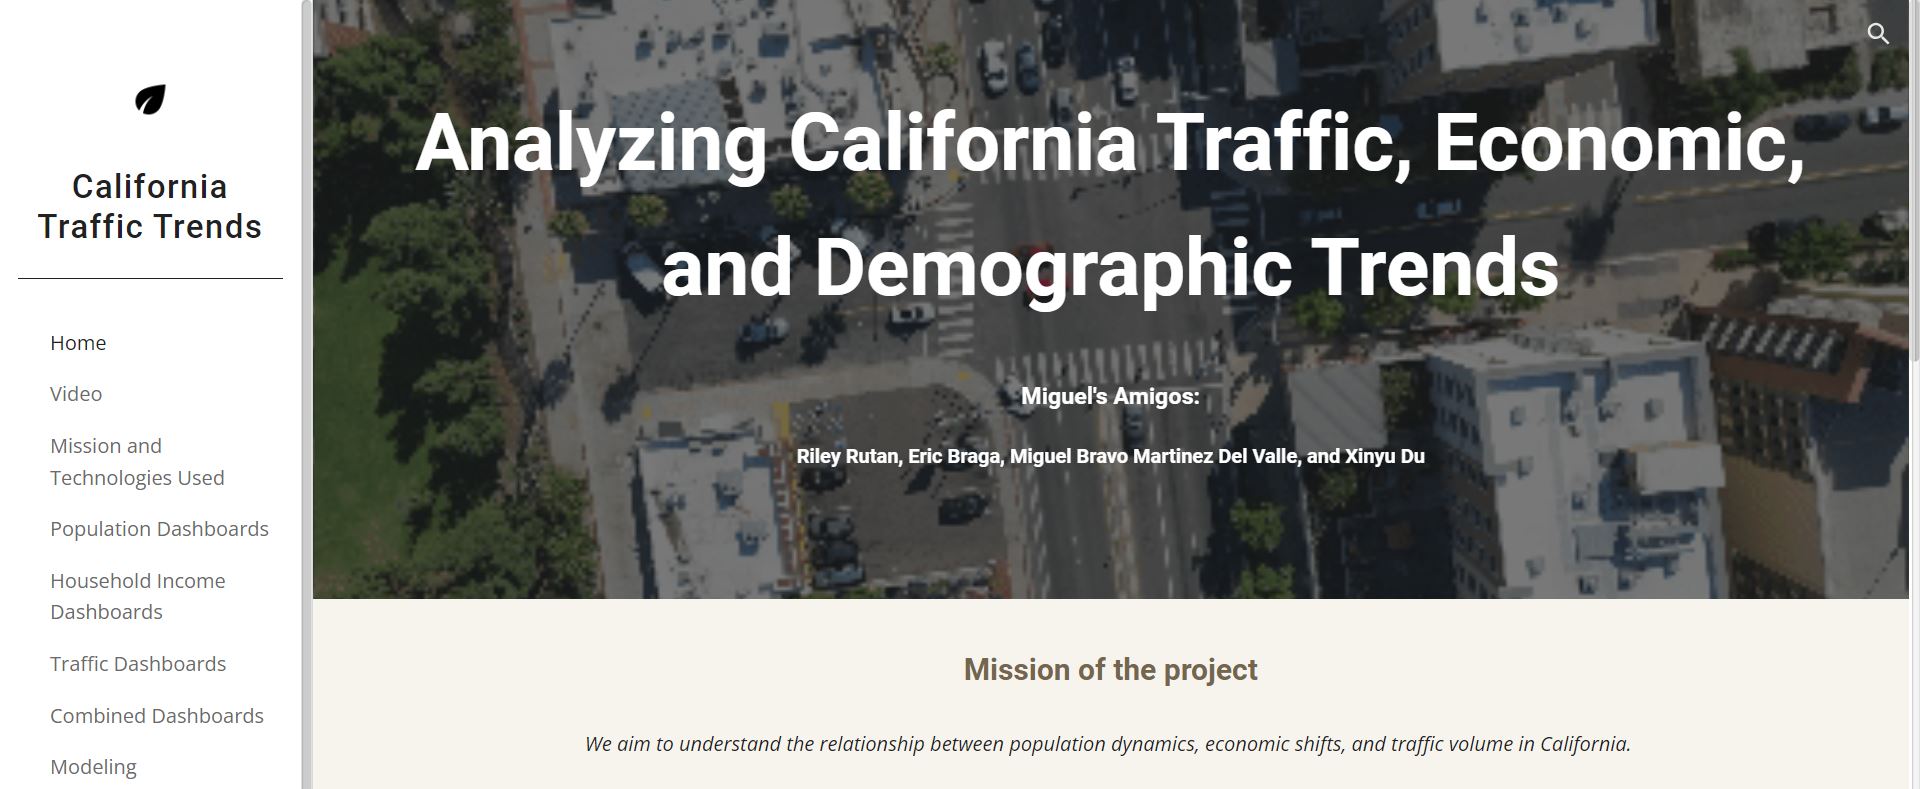 California
Traffic Trends
Home
Video
Mission and
Technologies Used
Population Dashboards
Household Income
Dashboards
Traffic Dashboards
Combined Dashboards
Modeling
Analyzing California Traffic, Economic,
and Demographic Trends
Miguel's Amigos:
Riley Rutan, Eric Braga, Miguel Bravo Martinez Del Valle, and Xinyu Du
Mission of the project
We aim to understand the relationship between population dynamics, economic shifts, and traffic volume in California.